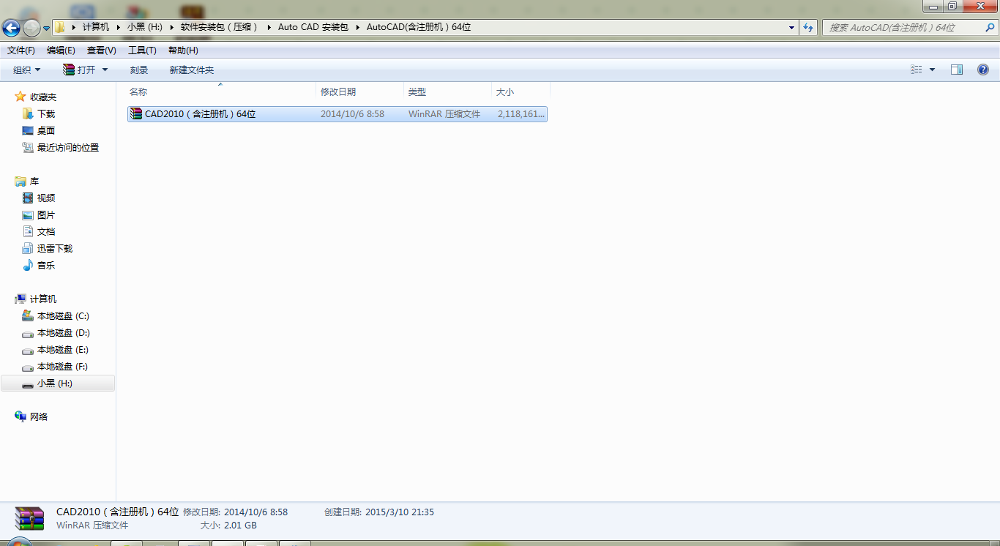 计算机 小黑 (H:) 软件安装包（压缩） Auto CAD 安装包 AutoCAD(含注册机）64位 搜索 AutoCAD(含注册机）64位
文件(F) 编辑(E) 查看(V) 工具(T) 帮助(H)
组织 打开 刻录 新建文件夹
收藏夹
下载
桌面
最近访问的位置
库
视频
图片
文档
迅雷下载
音乐
计算机
本地磁盘 (C:)
本地磁盘 (D:)
本地磁盘 (E:)
本地磁盘 (F:)
小黑 (H:)
网络
名称 修改日期 类型 大小
CAD2010（含注册机）64位 2014/10/6 8:58 WinRAR 压缩文件 2,118,161...
CAD2010（含注册机）64位 修改日期: 2014/10/6 8:58 创建日期: 2015/3/10 21:35
WinRAR 压缩文件 大小: 2.01 GB